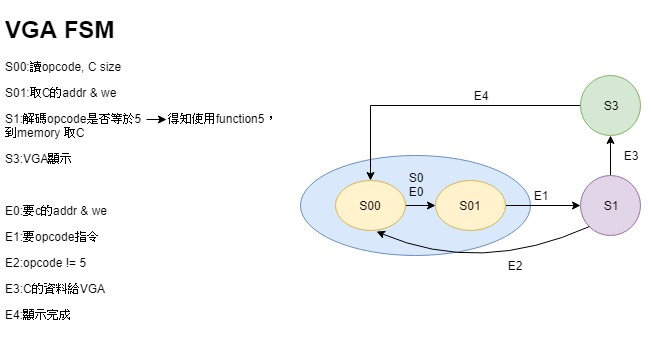 VGA FSM
S00:讀opcode, C size
S01:取C的addr & we
S1:解碼opcode是否等於5 → 得知使用function5，
到memory 取C
S3:VGA顯示
E0:要c的addr & we
E1:要opcode指令
E2:opcode != 5
E3:C的資料給VGA
E4:顯示完成
E4
S3
E3
S0
E0
S00
S01
E1
S1
E2